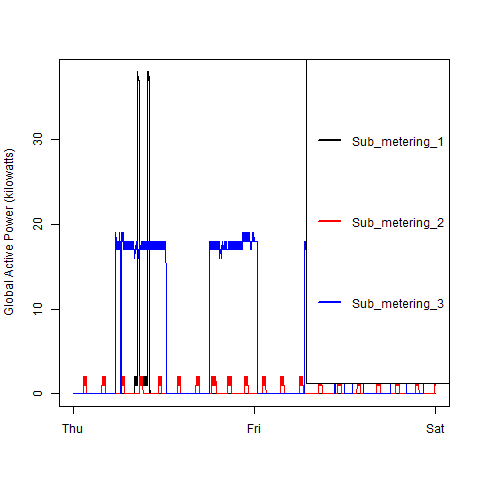 Global Active Power (kilowatts)
30
20
10
0
Sub_metering_1
Sub_metering_2
Sub_metering_3
Thu Fri Sat